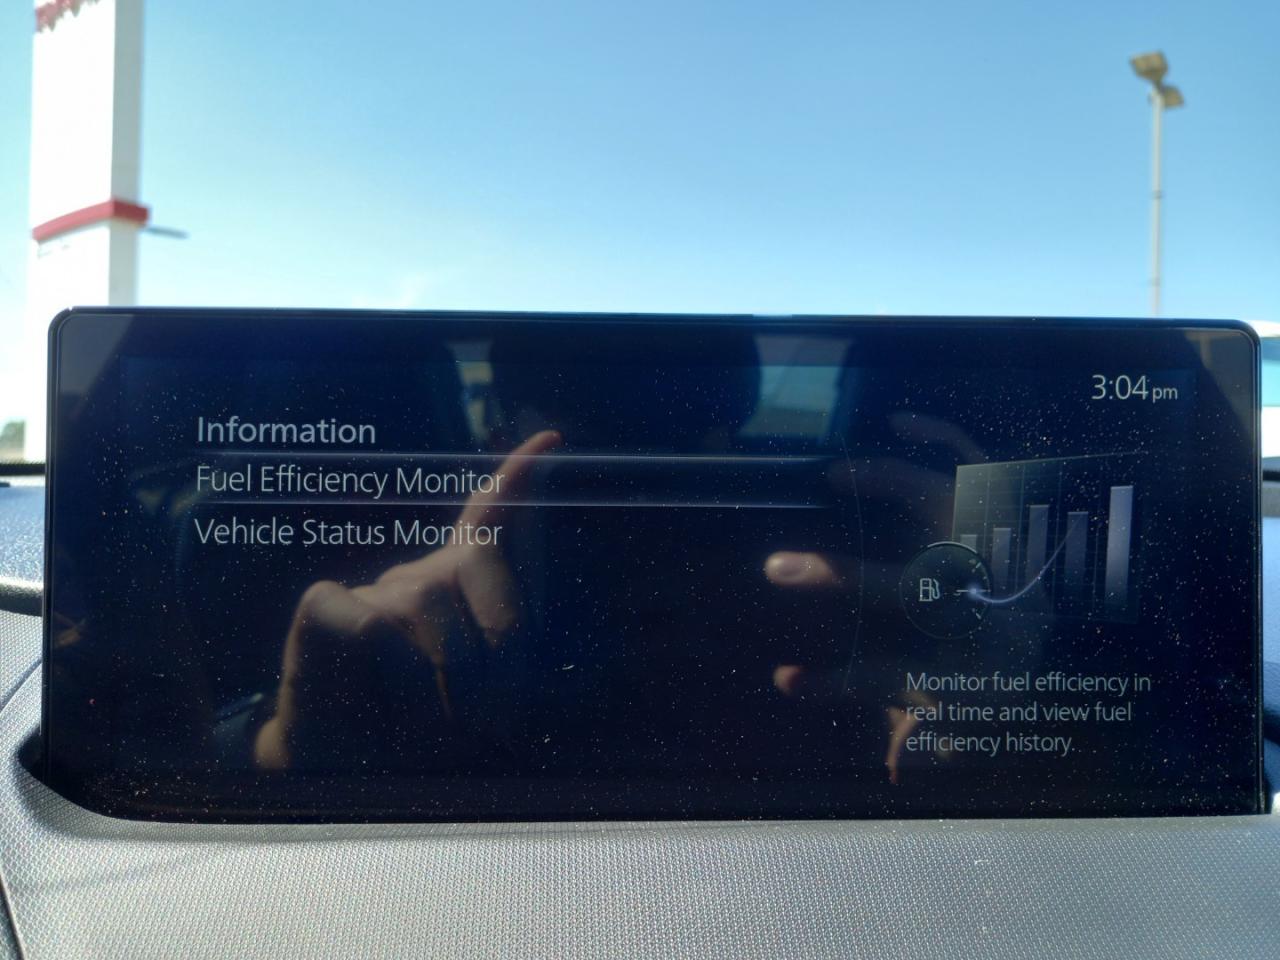 3:04pm
Information
Fuel Efficiency Monitor
Vehicle Status Monitor
Monitor fuel efficiency in
real time and view fuel
efficiency history.